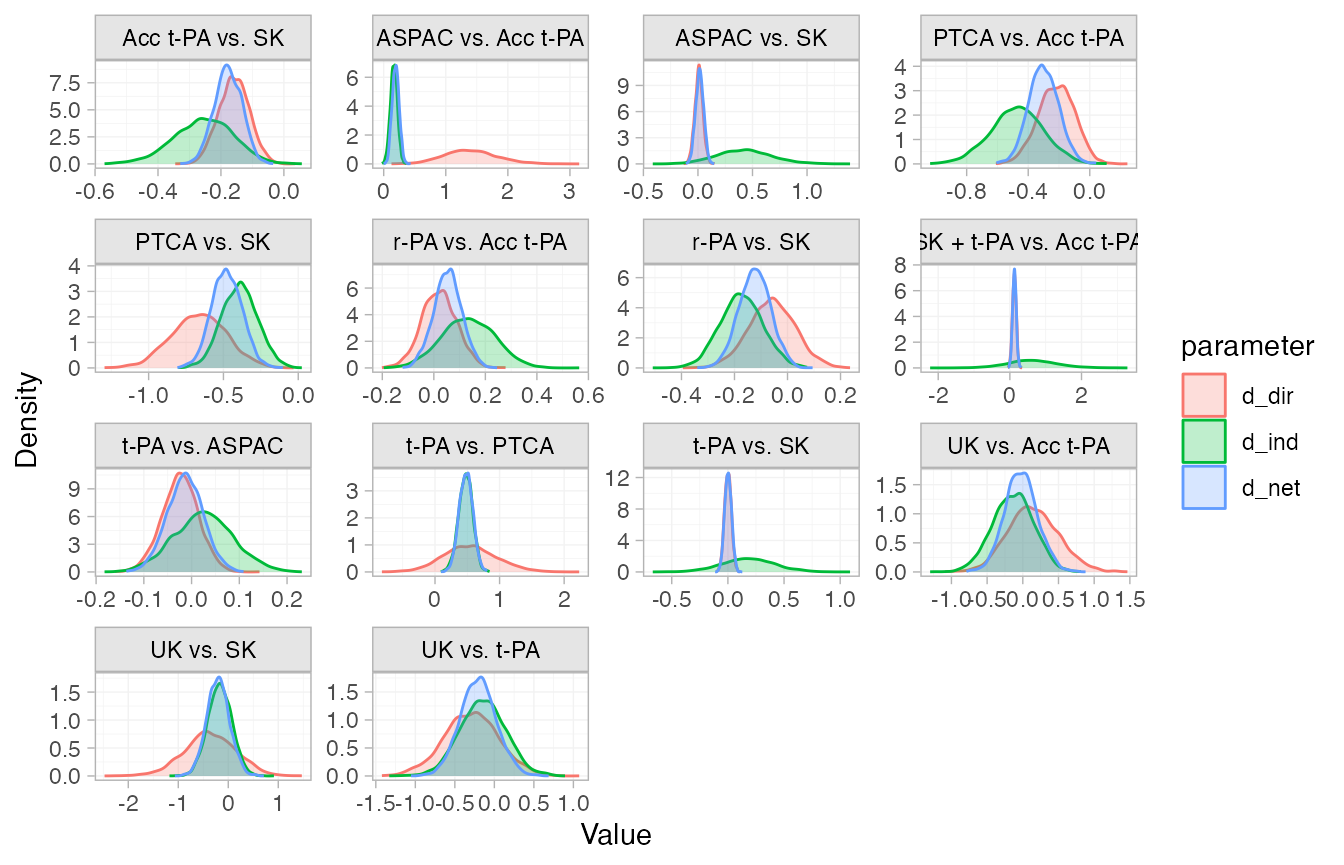 Acc t-PA vs. SK
ASPAC vs. Acc t-PA
ASPAC vs. SK
PTCA vs. Acc t-PA
7.5
5.0
2.5
0.0
6
4
2
0
9
6
3
0
4
3
2
1
0
-0.6 -0.4 -0.2 0.0
0 1 2 3
-0.5 0.0 0.5 1.0
-0.8 -0.4 0.0
PTCA vs. SK
r-PA vs. Acc t-PA
r-PA vs. SK
SK + t-PA vs. Acc t-PA
4
3
2
1
0
6
4
2
0
6
4
2
0
8
6
4
2
0
-1.0 -0.5 0.0
-0.2 0.0 0.2 0.4 0.6
-0.4 -0.2 0.0 0.2
-2 0 2
t-PA vs. ASPAC
t-PA vs. PTCA
t-PA vs. SK
UK vs. Acc t-PA
9
6
3
0
3
2
1
0
12
8
4
0
1.5
1.0
0.5
0.0
-0.2 -0.1 0.0 0.1 0.2
0 1 2
-0.5 0.0 0.5 1.0
-1.0 -0.5 0.0 0.5 1.0 1.5
UK vs. SK
UK vs. t-PA
1.5
1.0
0.5
0.0
1.5
1.0
0.5
0.0
-2 -1 0 1
-1.5 -1.0 -0.5 0.0 0.5 1.0
Value
Density
parameter
d_dir
d_ind
d_net